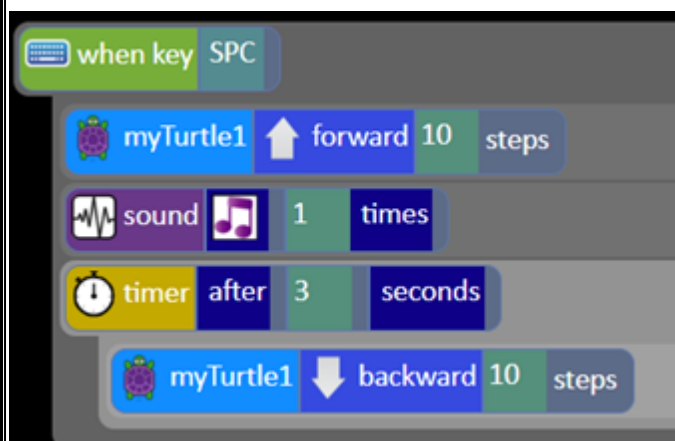 when key SPC
myTurtle1 forward 10 steps
sound 1 times
timer after 3 seconds
myTurtle1 backward 10 steps